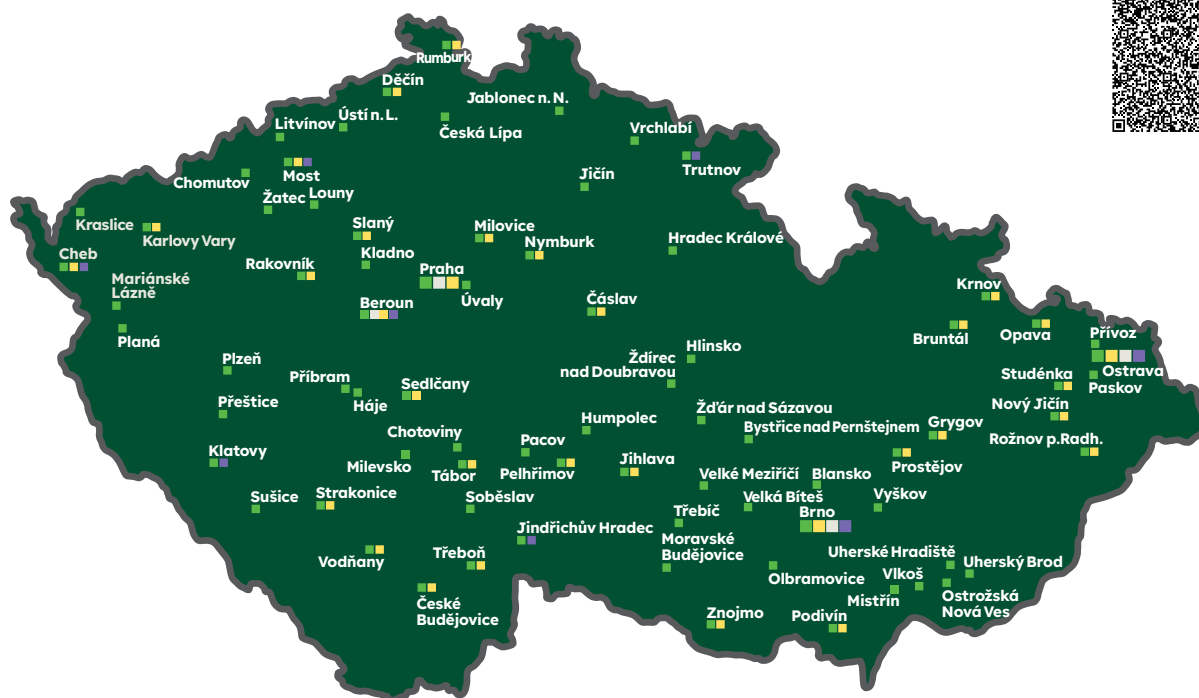 Rumburk
Děčín
Jablonec n. N.
Ústí n. L.
Litvínov
Česká Lípa
Vrchlabí
Most
Trutnov
Chomutov
Jičín
Žatec
Louny
Kraslice
Karlovy Vary
Slaný
Milovice
Nymburk
Hradec Králové
Cheb
Kladno
Rakovník
Praha
Mariánské
Lázně
Krnov
Beroun
Úvaly
Čáslav
Planá
Bruntál
Opava
Přívoz
Hlinsko
Plzeň
Ždírec
nad Doubravou
Ostrava
Příbram
Sedlčany
Studénka
Paskov
Přeštice
Háje
Nový Jičín
Žďár nad Sázavou
Humpolec
Bystřice nad Pernštejnem
Grygov
Chotoviny
Pacov
Rožnov p.Radh.
Klatovy
Milevsko
Jihlava
Prostějov
Tábor
Pelhřimov
Velké Meziříčí
Blansko
Sušice
Strakonice
Soběslav
Velká Bíteš
Vyškov
Třebíč
Brno
Jindřichův Hradec
Moravské
Budějovice
Vodňany
Třeboň
Uherské Hradiště
Uherský Brod
Olbramovice
Vlkoš
Mistřín
Ostrožská
Nová Ves
České
Budějovice
Znojmo
Podivín